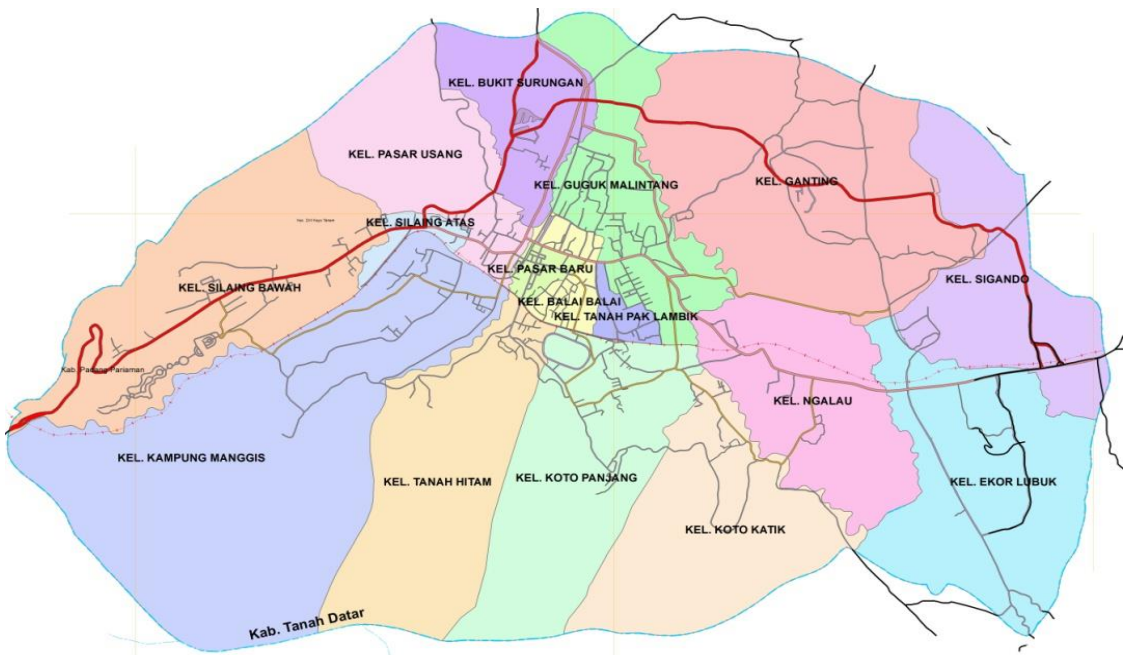 KEL. BUKIT SURUNGAN
KEL. PASAR USANG
KEL. GUGUK MALINTANG
KEL. GANTING
KEL. SILAING ATAS
KEL. PASAR BARU
KEL. SIGANDO
KEL. SILAING BAWAH
KEL. BALAI BALAI
KEL. TANAH PAK LAMBIK
Kab. Padang Pariaman
KEL. NGALAU
KEL. KAMPUNG MANGGIS
KEL. TANAH HITAM
KEL. KOTO PANJANG
KEL. EKOR LUBUK
KEL. KOTO KATIK
Kab. Tanah Datar